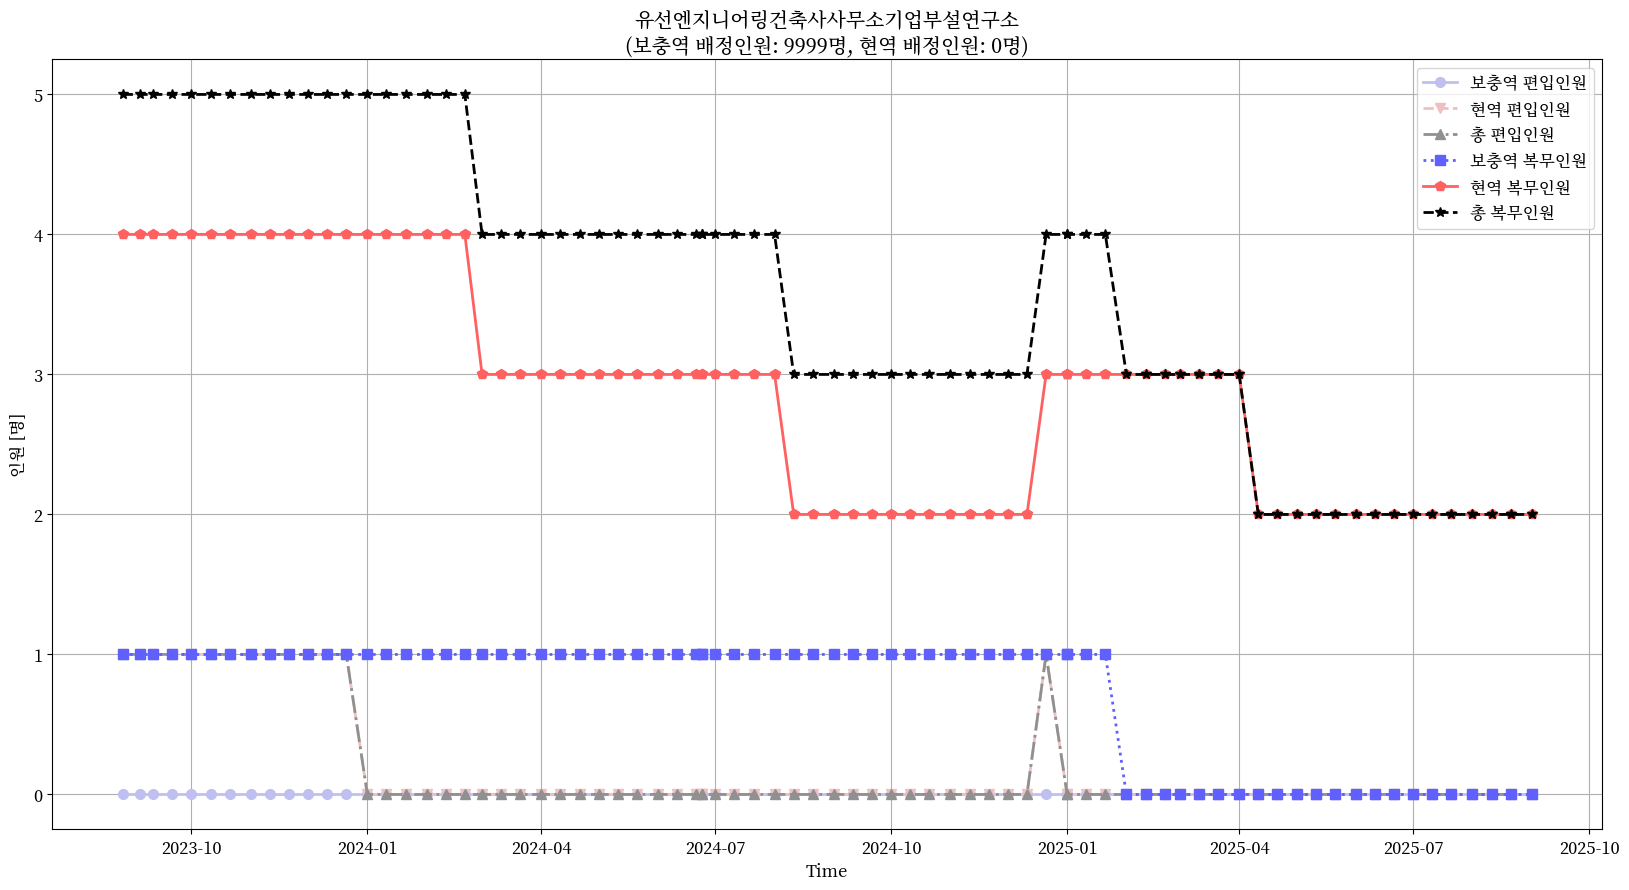 유선엔지니어링건축사사무소기업부설연구소
(보충역 배정인원: 9999명, 현역 배정인원: 0명)
보충역 편입인원
현역 편입인원
총 편입인원
보충역 복무인원
현역 복무인원
총 복무인원
인원 [명]
5
4
3
2
1
0
2023-10
2024-01
2024-04
2024-07
2024-10
2025-01
2025-04
2025-07
2025-10
Time